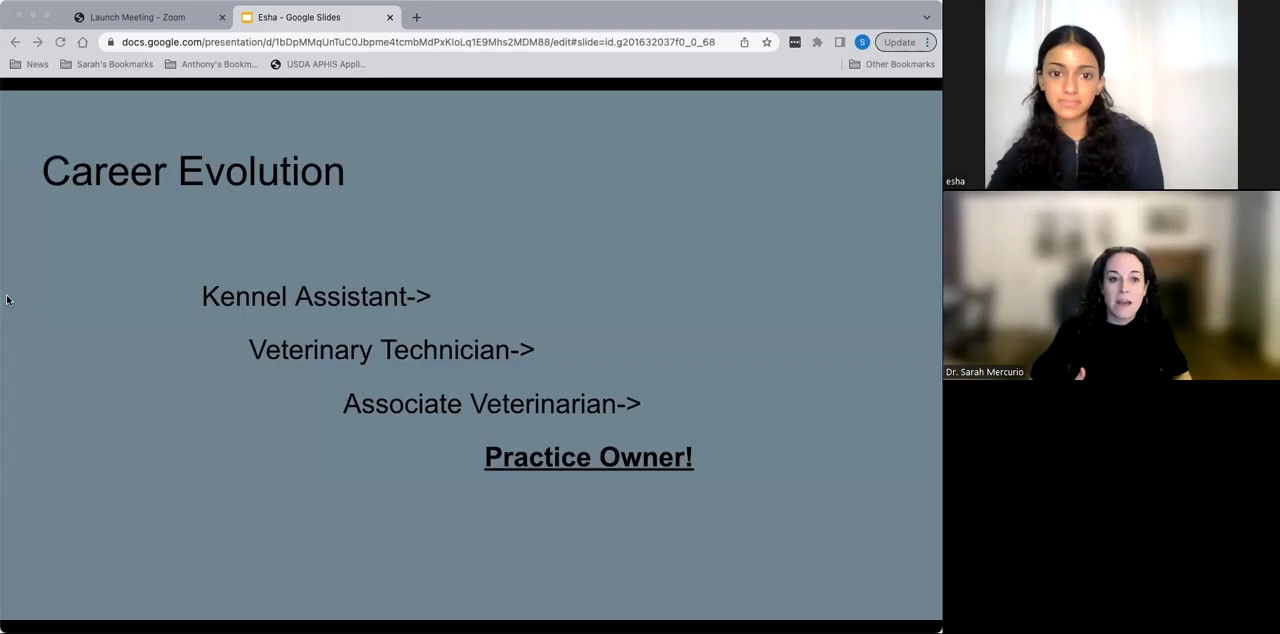 Launch Meeting - Zoom
Esha - Google Slides
docs.google.com/presentation/d/1bDpMMqUnTuC0Jbpme4tcmbMdPxKloLq1E9Mhs2MDM88/edit#slide=id.g201632037f0_0_68
S
Update
News
Sarah's Bookmarks
Anthony's Bookm...
USDA APHIS Appli...
Other Bookmarks
Career Evolution
Kennel Assistant->
Veterinary Technician->
Associate Veterinarian->
Practice Owner!
esha
Dr. Sarah Mercurio